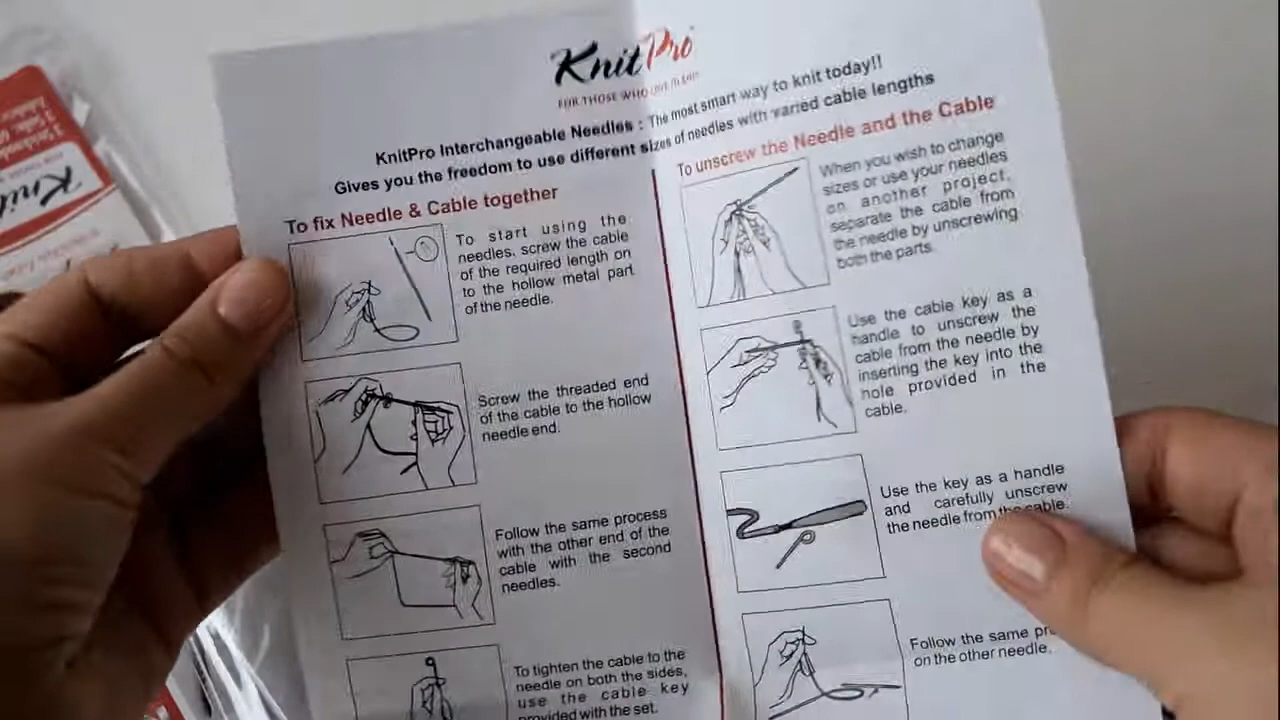 KnitPro
FOR THOSE WHO
KnitPro Interchangeable Needles : The most smart way to knit today!!
Gives you the freedom to use different sizes of needles with varied cable lengths
To fix Needle & Cable together
To start using the
needles, screw the cable
of the required length on
to the hollow metal part
of the needle.
Screw the threaded end
of the cable to the hollow
needle end.
Follow the same process
with the other end of the
cable with the second
needles.
To tighten the cable to the
needle on both the sides,
use the cable key
provided with the set.
To unscrew the Needle and the Cable
When you wish to change
sizes or use your needles
on another project,
separate the cable from
the needle by unscrewing
both the parts.
Use the cable key as a
handle to unscrew the
cable from the needle by
inserting the key into the
hole provided in the
cable.
Use the key as a handle
and carefully unscrew
the needle from the cable.
Follow the same
on the other needle.